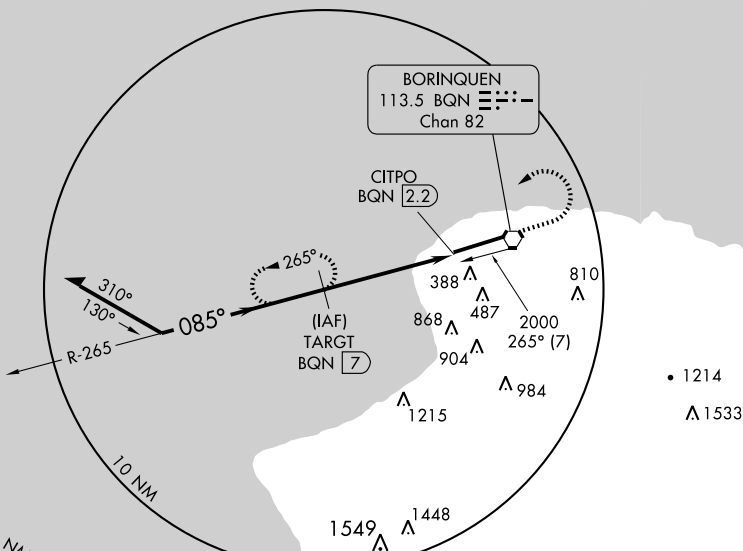 BORINQUEN
113.5 BQN
Chan 82
CITPO
BQN 2.2
265°
310°
130°
085°
R-265
(IAF)
TARGT
BQN 7
388
487
810
2000
265° (7)
868
904
984
1215
1214
1533
10 NM
1448
1549
NM